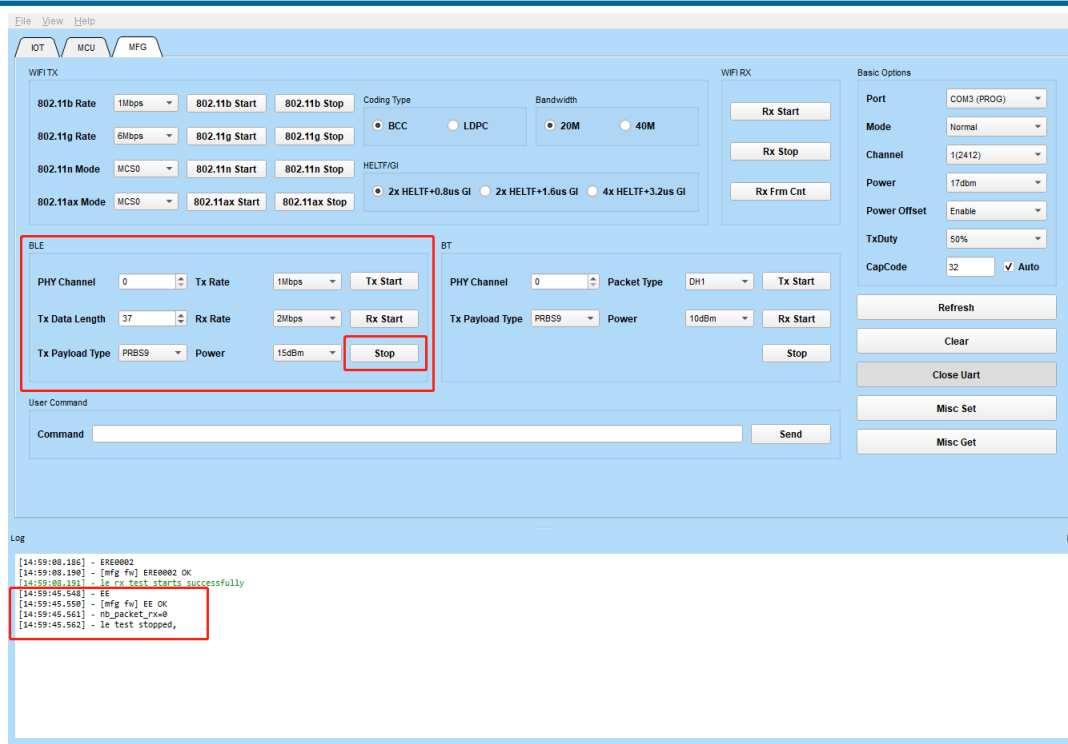 File View Help
IOT MCU MFG
WIFI TX
802.11b Rate 1Mbps 802.11b Start 802.11b Stop
802.11g Rate 6Mbps 802.11g Start 802.11g Stop
802.11n Mode MCS0 802.11n Start 802.11n Stop
802.11ax Mode MCS0 802.11ax Start 802.11ax Stop
Coding Type
BCC LDPC
Bandwidth
20M 40M
HELTF/GI
2x HELTF+0.8us GI 2x HELTF+1.6us GI 4x HELTF+3.2us GI
WIFI RX
Rx Start
Rx Stop
Rx Frm Cnt
Basic Options
Port COM3 (PROG)
Mode Normal
Channel 1(2412)
Power 17dbm
Power Offset Enable
TxDuty 50%
CapCode 32 Auto
Refresh
Clear
Close Uart
Misc Set
Misc Get
BLE
PHY Channel 0 Tx Rate 1Mbps Tx Start
Tx Data Length 37 Rx Rate 2Mbps Rx Start
Tx Payload Type PRBS9 Power 15dBm Stop
BT
PHY Channel 0 Packet Type DH1 Tx Start
Tx Payload Type PRBS9 Power 10dBm Rx Start
Stop
User Command
Command Send
Log
[14:59:08.186] - ERE0002
[14:59:08.190] - [mfg fw] ERE0002 OK
[14:59:08.191] - le rx test starts successfully
[14:59:45.548] - EE
[14:59:45.550] - [mfg fw] EE OK
[14:59:45.561] - nb_packet_rx=0
[14:59:45.562] - le test stopped,